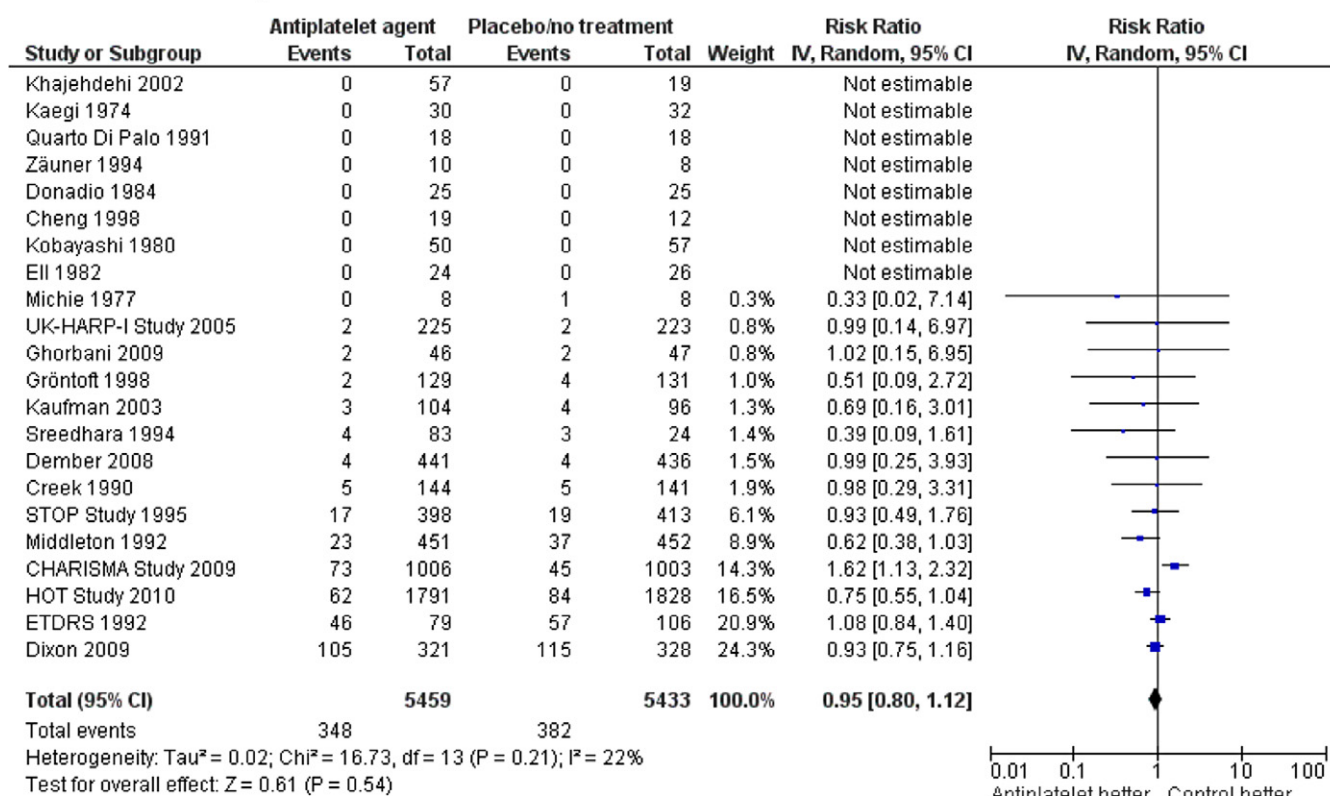 Antiplatelet agent Placebo/no treatment Risk Ratio Risk Ratio
Study or Subgroup Events Total Events Total Weight IV, Random, 95% CI IV, Random, 95% CI
Khajehdehi 2002 0 57 0 19 Not estimable
Kaegi 1974 0 30 0 32 Not estimable
Quarto Di Palo 1991 0 18 0 18 Not estimable
Zäuner 1994 0 10 0 8 Not estimable
Donadio 1984 0 25 0 25 Not estimable
Cheng 1998 0 19 0 12 Not estimable
Kobayashi 1980 0 50 0 57 Not estimable
Ell 1982 0 24 0 26 Not estimable
Michie 1977 0 8 1 8 0.3% 0.33 [0.02, 7.14]
UK-HARP-I Study 2005 2 225 2 223 0.8% 0.99 [0.14, 6.97]
Ghorbani 2009 2 46 2 47 0.8% 1.02 [0.15, 6.95]
Gröntoft 1998 2 129 4 131 1.0% 0.51 [0.09, 2.72]
Kaufman 2003 3 104 4 96 1.3% 0.69 [0.16, 3.01]
Sreedhara 1994 4 83 3 24 1.4% 0.39 [0.09, 1.61]
Dember 2008 4 441 4 436 1.5% 0.99 [0.25, 3.93]
Creek 1990 5 144 5 141 1.9% 0.98 [0.29, 3.31]
STOP Study 1995 17 398 19 413 6.1% 0.93 [0.49, 1.76]
Middleton 1992 23 451 37 452 8.9% 0.62 [0.38, 1.03]
CHARISMA Study 2009 73 1006 45 1003 14.3% 1.62 [1.13, 2.32]
HOT Study 2010 62 1791 84 1828 16.5% 0.75 [0.55, 1.04]
ETDRS 1992 46 79 57 106 20.9% 1.08 [0.84, 1.40]
Dixon 2009 105 321 115 328 24.3% 0.93 [0.75, 1.16]
Total (95% CI) 5459 5433 100.0% 0.95 [0.80, 1.12]
Total events 348 382
Heterogeneity: Tau² = 0.02; Chi² = 16.73, df = 13 (P = 0.21); I² = 22%
Test for overall effect: Z = 0.61 (P = 0.54)
0.01 0.1 1 10 100
Antiplatelet better Control better